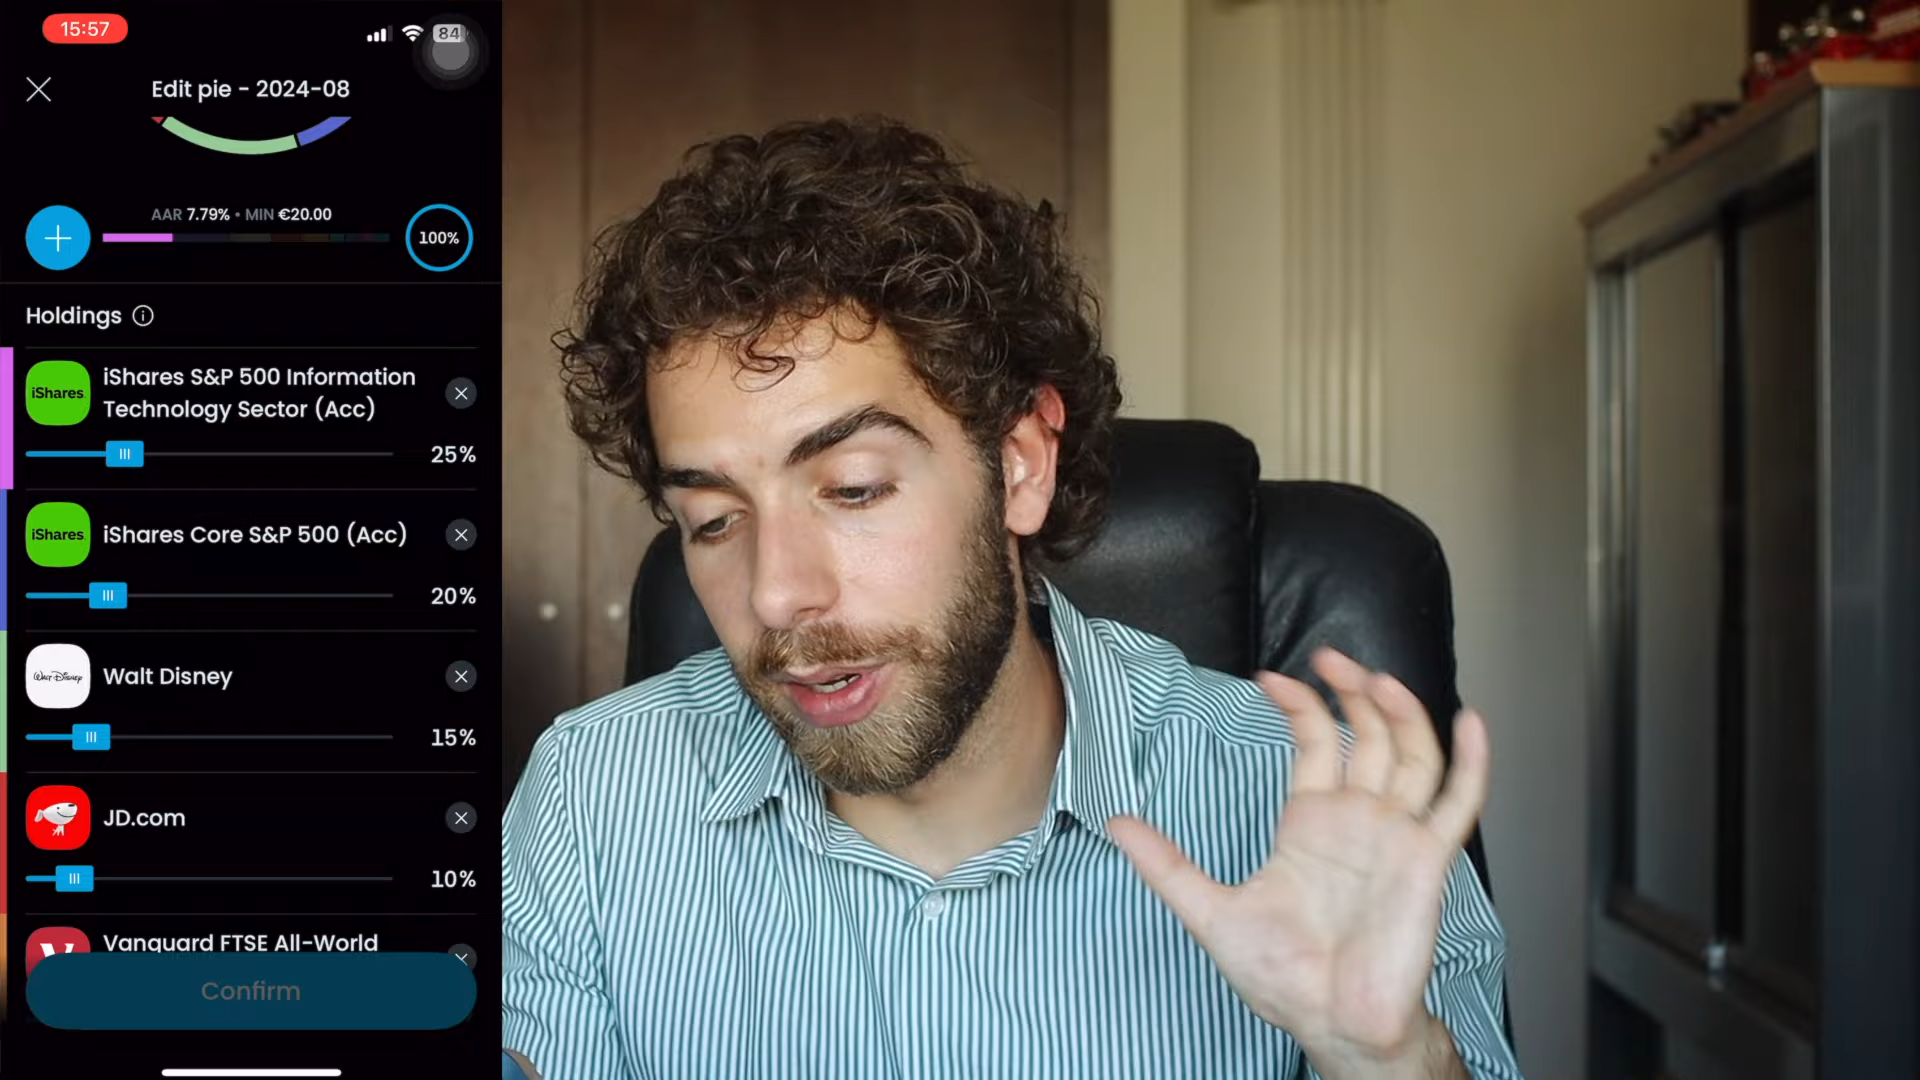 15:57
84
Edit pie - 2024-08
AAR 7.79% • MIN €20.00
100%
Holdings
iShares
iShares S&P 500 Information
Technology Sector (Acc)
25%
iShares
iShares Core S&P 500 (Acc)
20%
Walt Disney
Walt Disney
15%
JD.com
10%
V
Vanguard FTSE All-World
Confirm